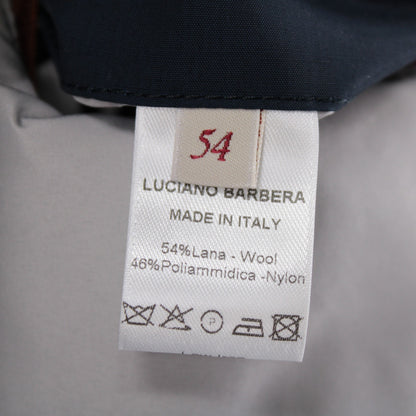 54
LUCIANO BARBERA
MADE IN ITALY
54%Lana - Wool
46%Poliammidica -Nylon
P